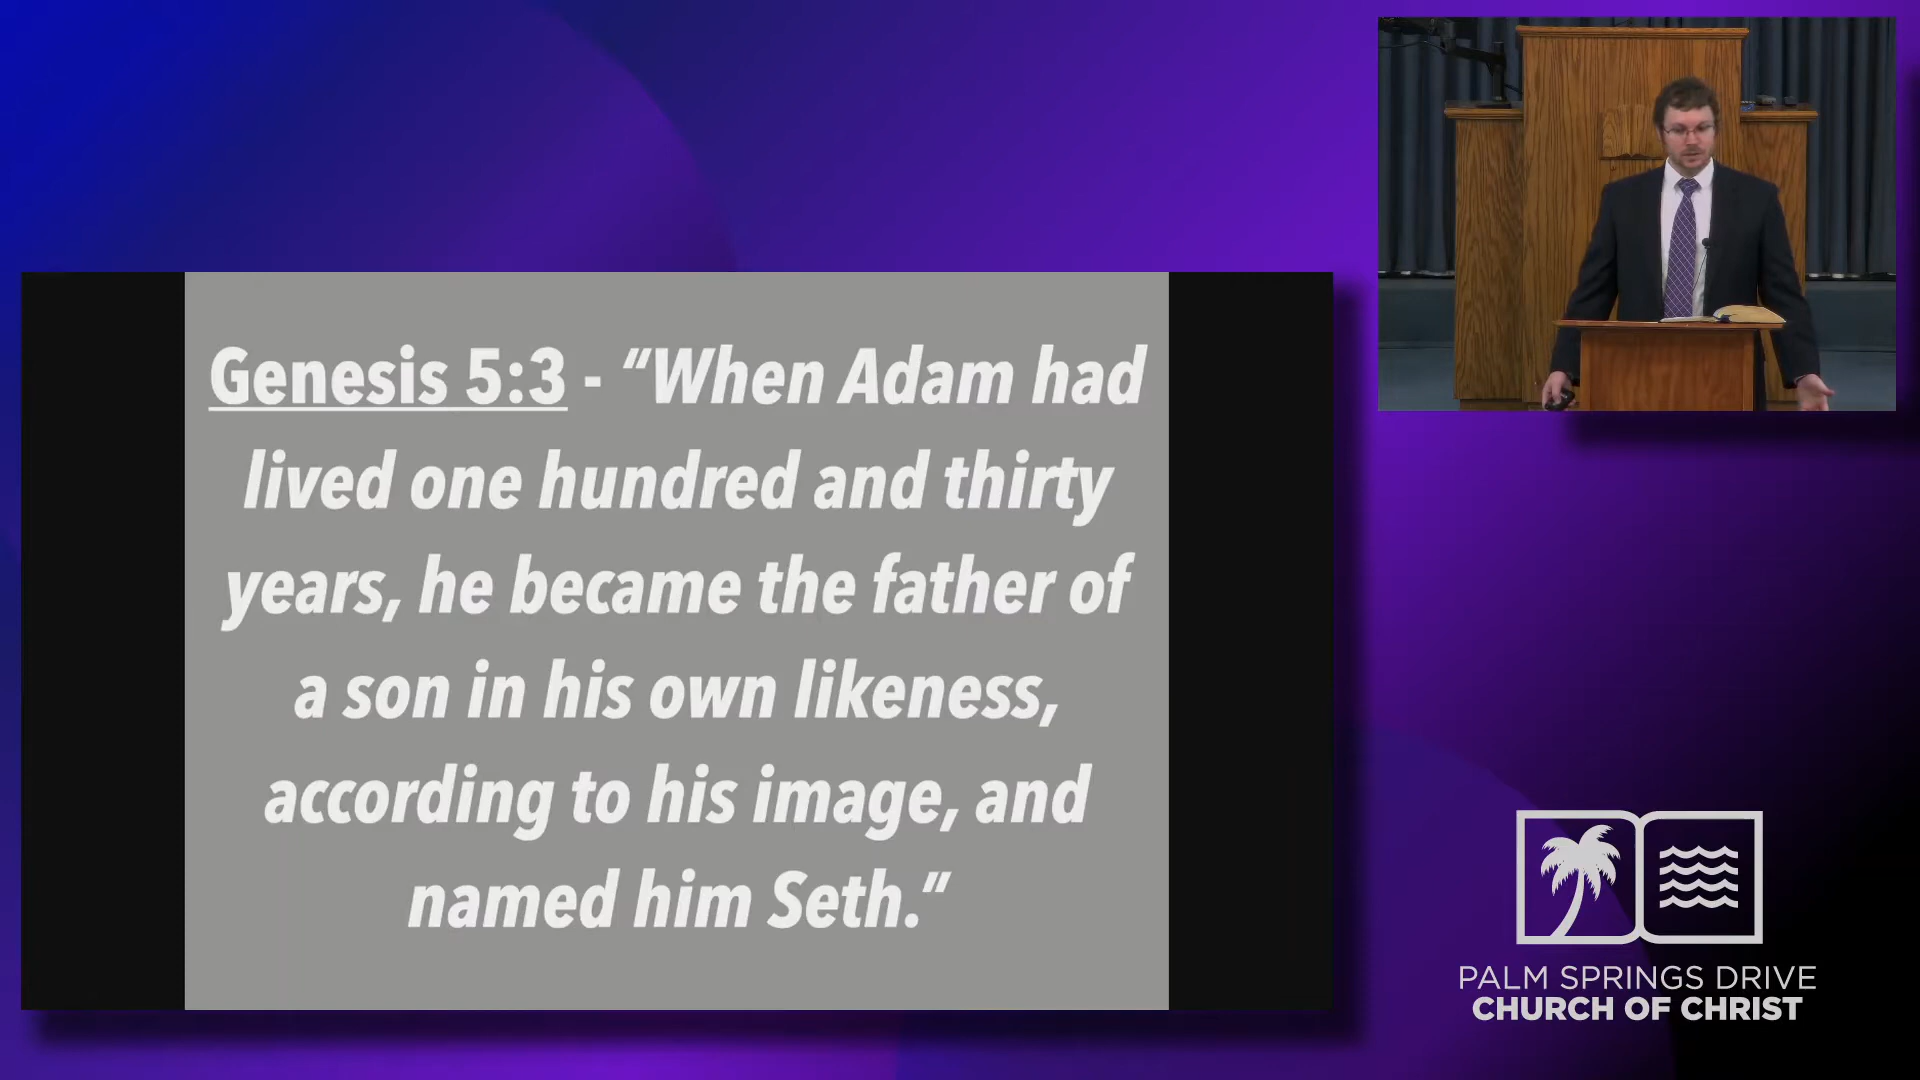 Genesis 5:3 - “When Adam had
lived one hundred and thirty
years, he became the father of
a son in his own likeness,
according to his image, and
named him Seth.”
PALM SPRINGS DRIVE
CHURCH OF CHRIST